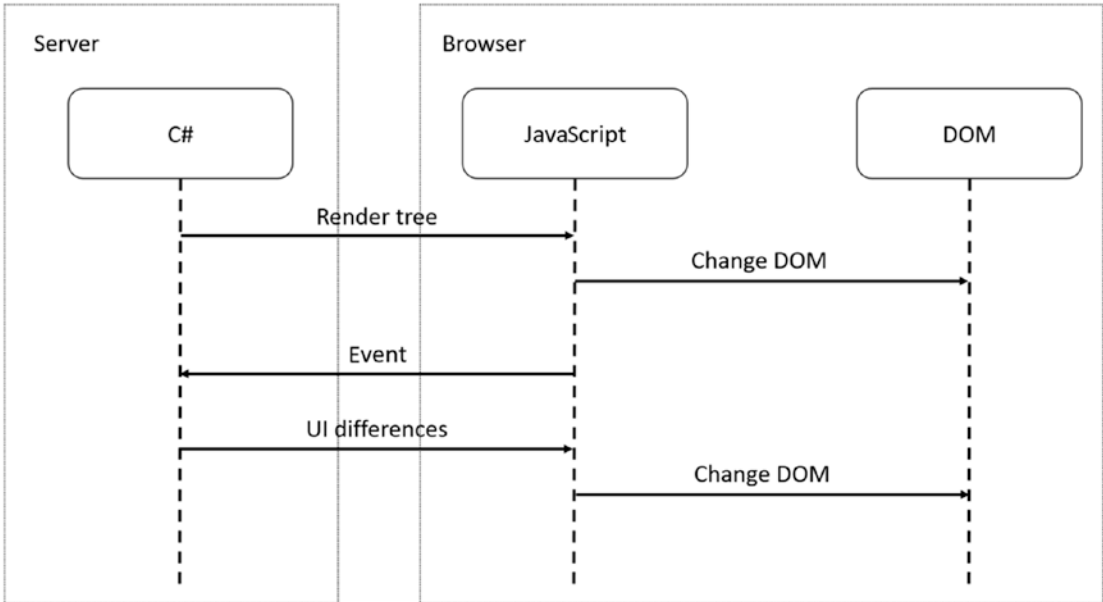 Server
Browser
C#
JavaScript
DOM
Render tree
Change DOM
Event
UI differences
Change DOM